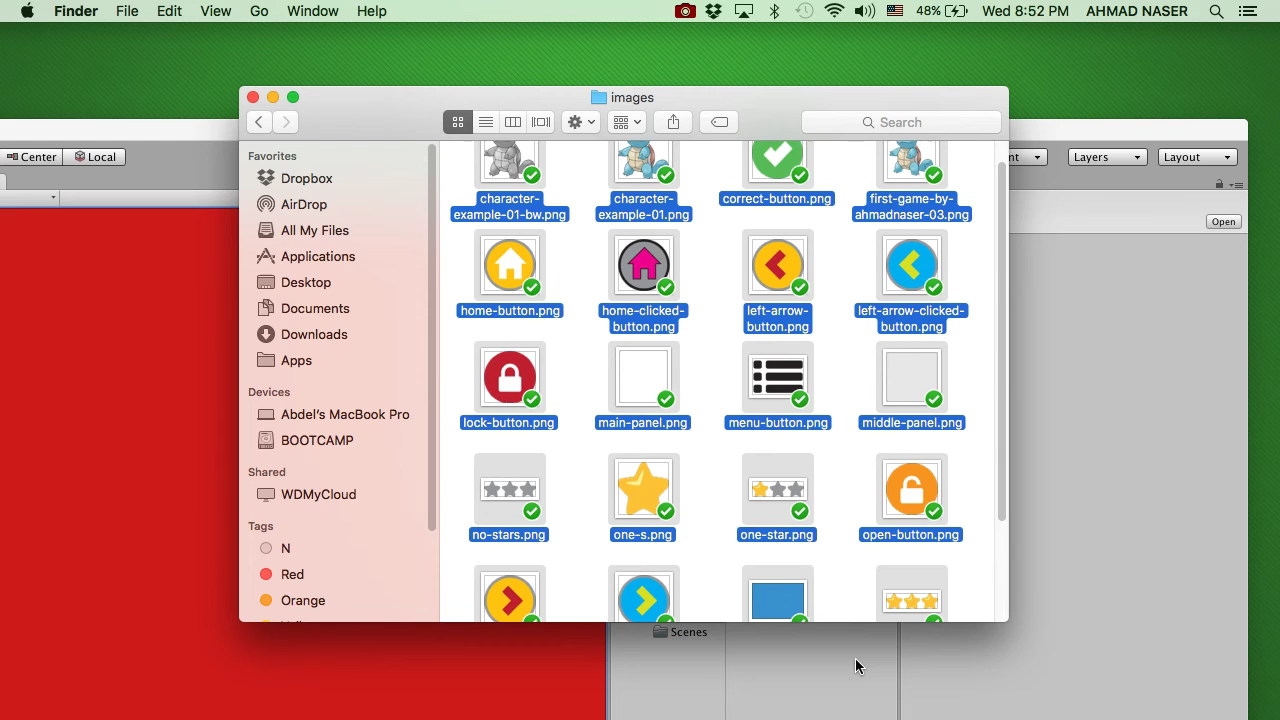 Finder File Edit View Go Window Help 48% Wed 8:52 PM AHMAD NASER
images
Search
Center Local
Layers Layout
Open
Favorites
Dropbox
AirDrop
All My Files
Applications
Desktop
Documents
Downloads
Apps
Devices
Abdel's MacBook Pro
BOOTCAMP
Shared
WDMyCloud
Tags
N
Red
Orange
character-
example-01-bw.png
character-
example-01.png
correct-button.png
first-game-by-
ahmadnaser-03.png
home-button.png
home-clicked-
button.png
left-arrow-
button.png
left-arrow-clicked-
button.png
lock-button.png
main-panel.png
menu-button.png
middle-panel.png
no-stars.png
one-s.png
one-star.png
open-button.png
Scenes